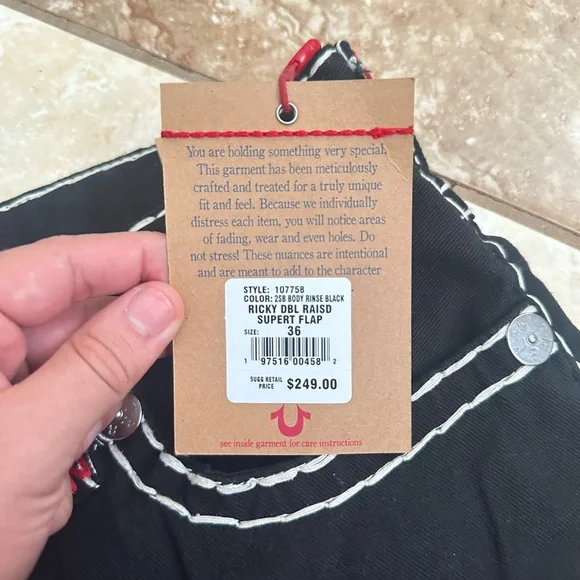 You are holding something very special.
This garment has been meticulously
crafted and treated for a truly unique
fit and feel. Because we individually
distress each item, you will notice areas
of fading, wear and even holes. Do
not stress! These nuances are intentional
and are meant to add to the character
STYLE: 107758
COLOR: 2SB BODY RINSE BLACK
RICKY DBL RAISD
SUPERT FLAP
SIZE: 36
1 97516 00458 2
SUGG RETAIL
PRICE $249.00
see inside garment for care instructions